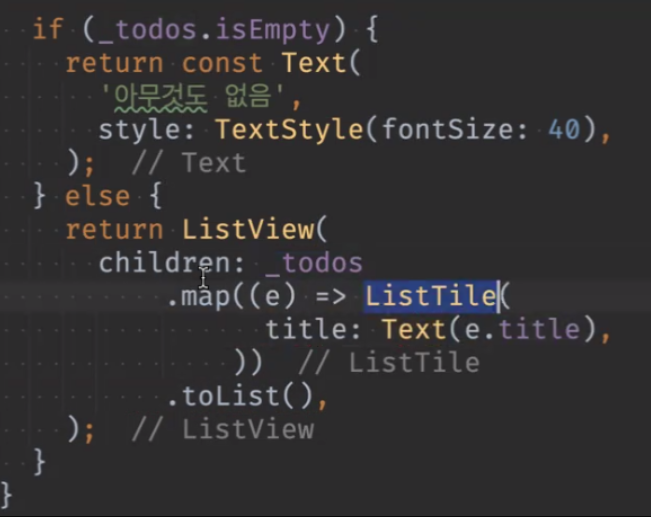 if (_todos.isEmpty) {
return const Text(
'아무것도 없음',
style: TextStyle(fontSize: 40),
); // Text
} else {
return ListView(
children: _todos
.map((e) => ListTile(
title: Text(e.title),
)) // ListTile
.toList(),
); // ListView
}
}